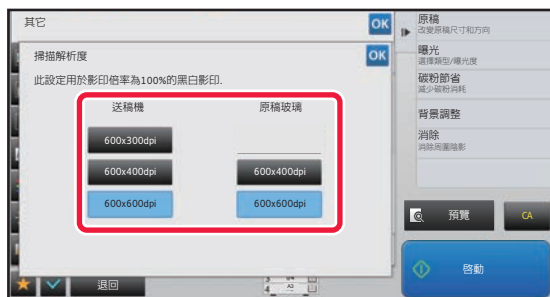 其它
OK
掃描解析度
OK
此設定用於影印倍率為100%的黑白影印.
送稿機
原稿玻璃
600x300dpi
600x400dpi
600x400dpi
600x600dpi
600x600dpi
退回
原稿
改變原稿尺寸和方向
曝光
選擇類型/曝光度
碳粉節省
減少碳粉消耗
背景調整
消除
消除周圍陰影
預覽
CA
啓動